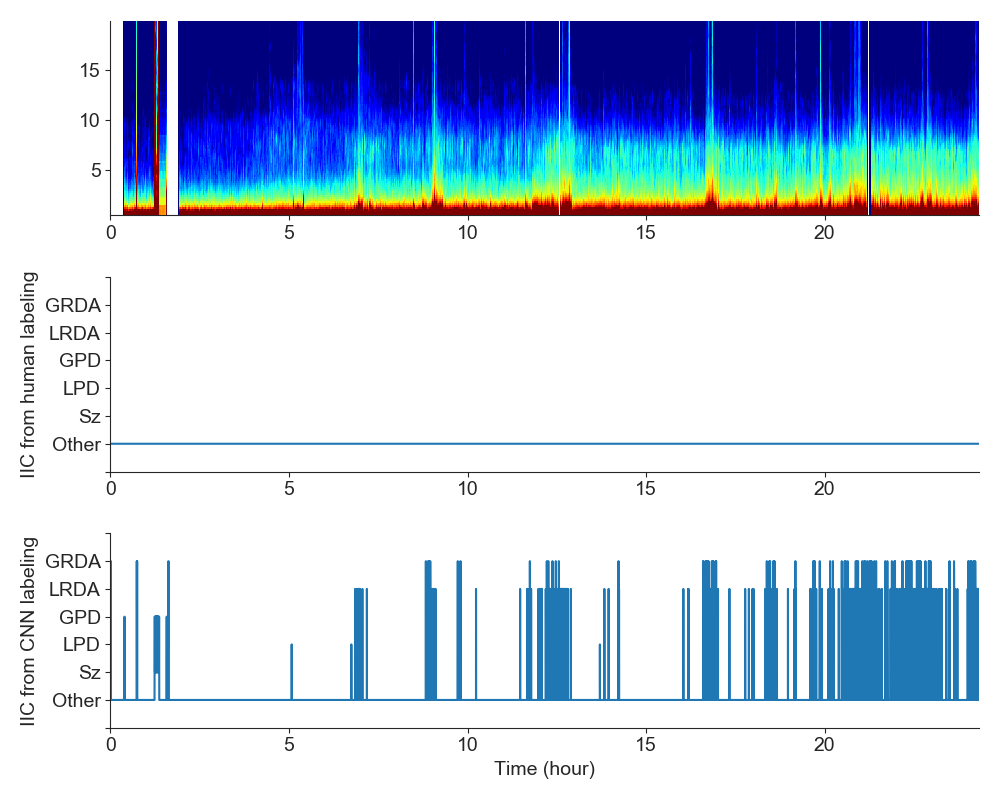 15
10
5
0 5 10 15 20
IIC from human labeling
GRDA
LRDA
GPD
LPD
Sz
Other
0 5 10 15 20
IIC from CNN labeling
GRDA
LRDA
GPD
LPD
Sz
Other
0 5 10 15 20
Time (hour)